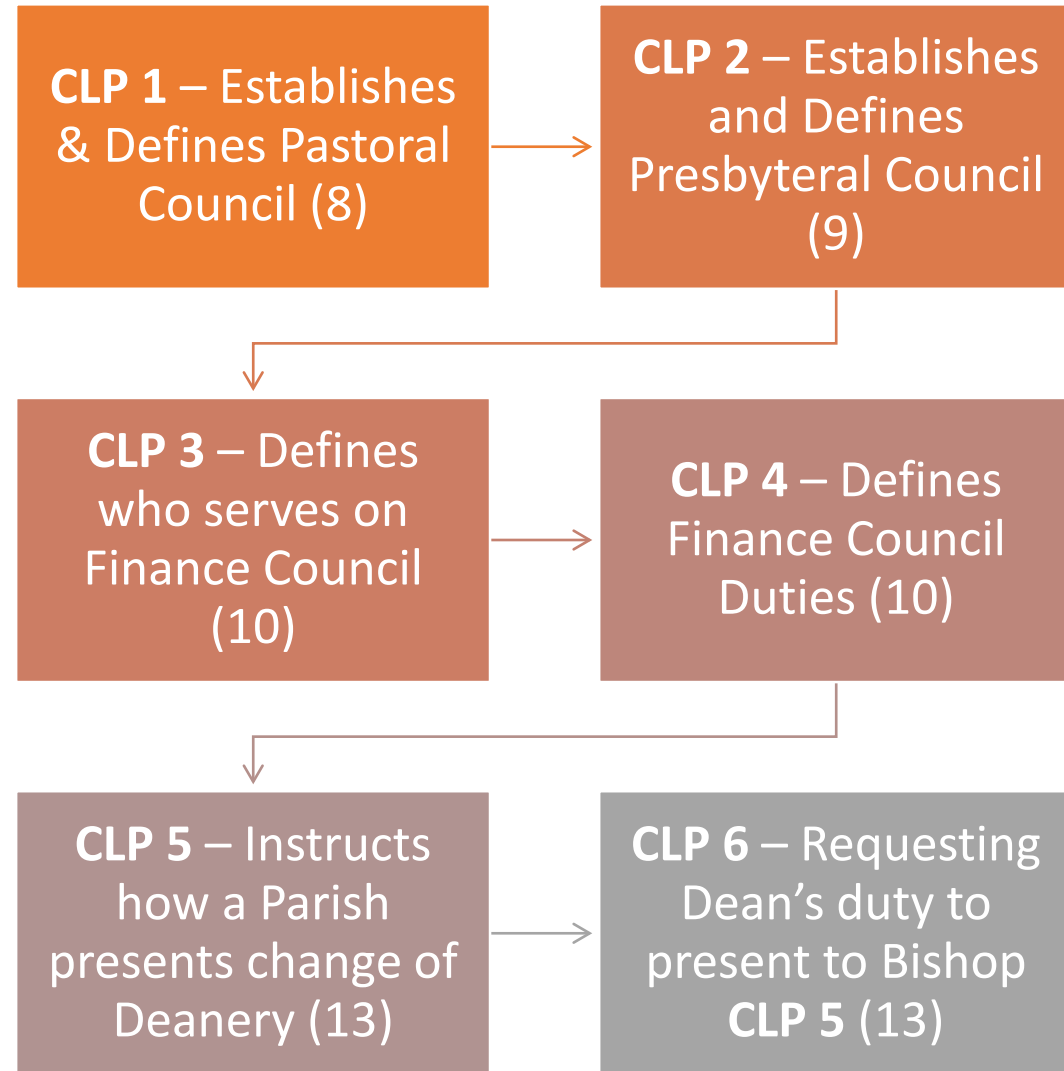 CLP 1 – Establishes
& Defines Pastoral
Council (8)
CLP 2 – Establishes
and Defines
Presbyteral Council
(9)
CLP 3 – Defines
who serves on
Finance Council
(10)
CLP 4 – Defines
Finance Council
Duties (10)
CLP 5 – Instructs
how a Parish
presents change of
Deanery (13)
CLP 6 – Requesting
Dean’s duty to
present to Bishop
CLP 5 (13)